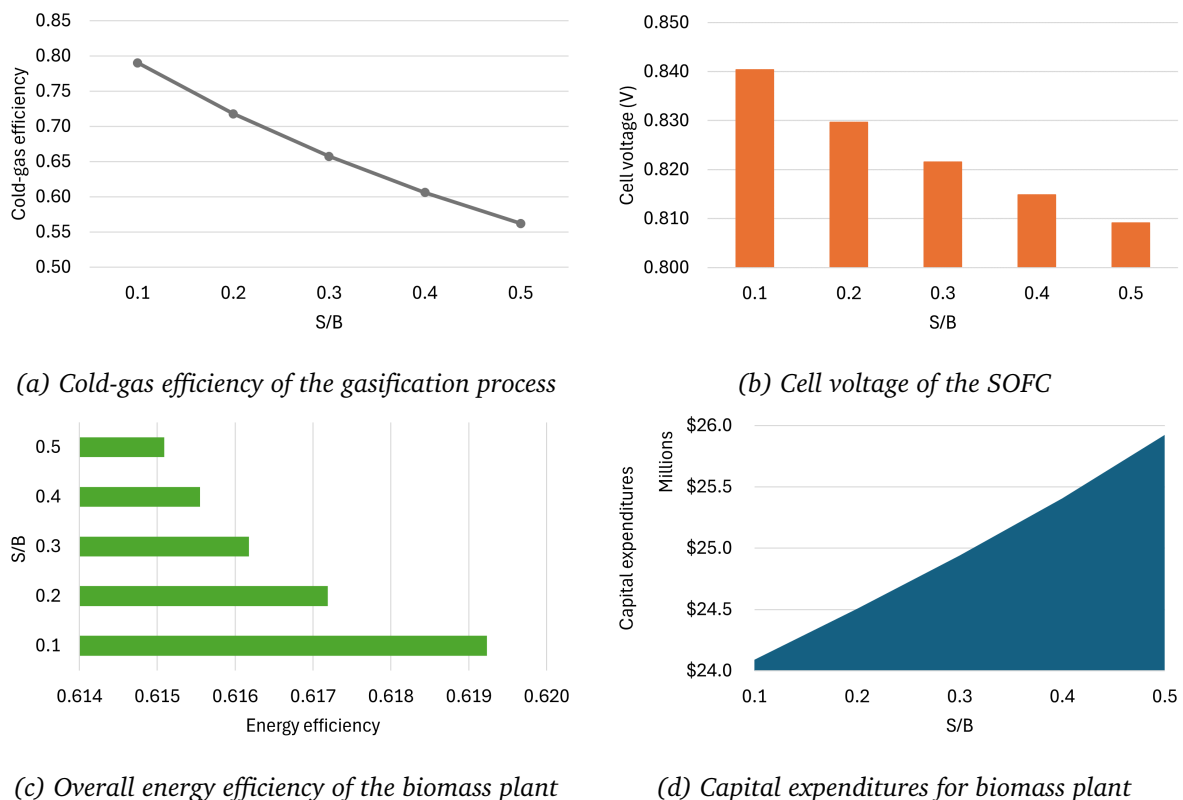 0.85
0.80
0.75
0.70
0.65
0.60
0.55
0.50
Cold-gas efficiency
0.1 0.2 0.3 0.4 0.5
S/B
(a) Cold-gas efficiency of the gasification process
0.850
0.840
0.830
0.820
0.810
0.800
Cell voltage (V)
0.1 0.2 0.3 0.4 0.5
S/B
(b) Cell voltage of the SOFC
0.5
0.4
0.3
0.2
0.1
S/B
0.614 0.615 0.616 0.617 0.618 0.619 0.620
Energy efficiency
(c) Overall energy efficiency of the biomass plant
Capital expenditures
Millions
$26.0
$25.5
$25.0
$24.5
$24.0
0.1 0.2 0.3 0.4 0.5
S/B
(d) Capital expenditures for biomass plant